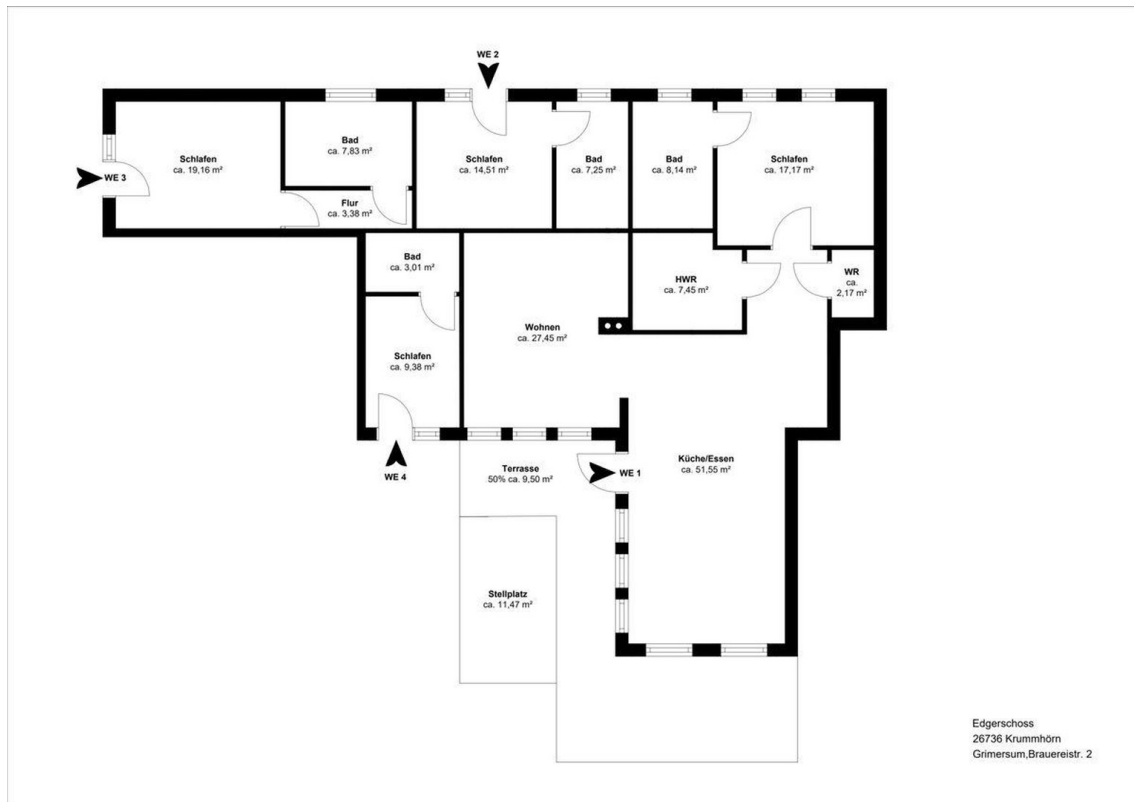 WE 2
Schlafen
ca. 19,16 m²
Bad
ca. 7,83 m²
Schlafen
ca. 14,51 m²
Bad
ca. 7,25 m²
Bad
ca. 8,14 m²
Schlafen
ca. 17,17 m²
WE 3
Flur
ca. 3,38 m²
Bad
ca. 3,01 m²
HWR
ca. 7,45 m²
WR
ca.
2,17 m²
Wohnen
ca. 27,45 m²
Schlafen
ca. 9,38 m²
WE 4
Terrasse
50% ca. 9,50 m²
WE 1
Küche/Essen
ca. 51,55 m²
Stellplatz
ca. 11,47 m²
Edgerschoss
26736 Krummhörn
Grimersum,Brauereistr. 2